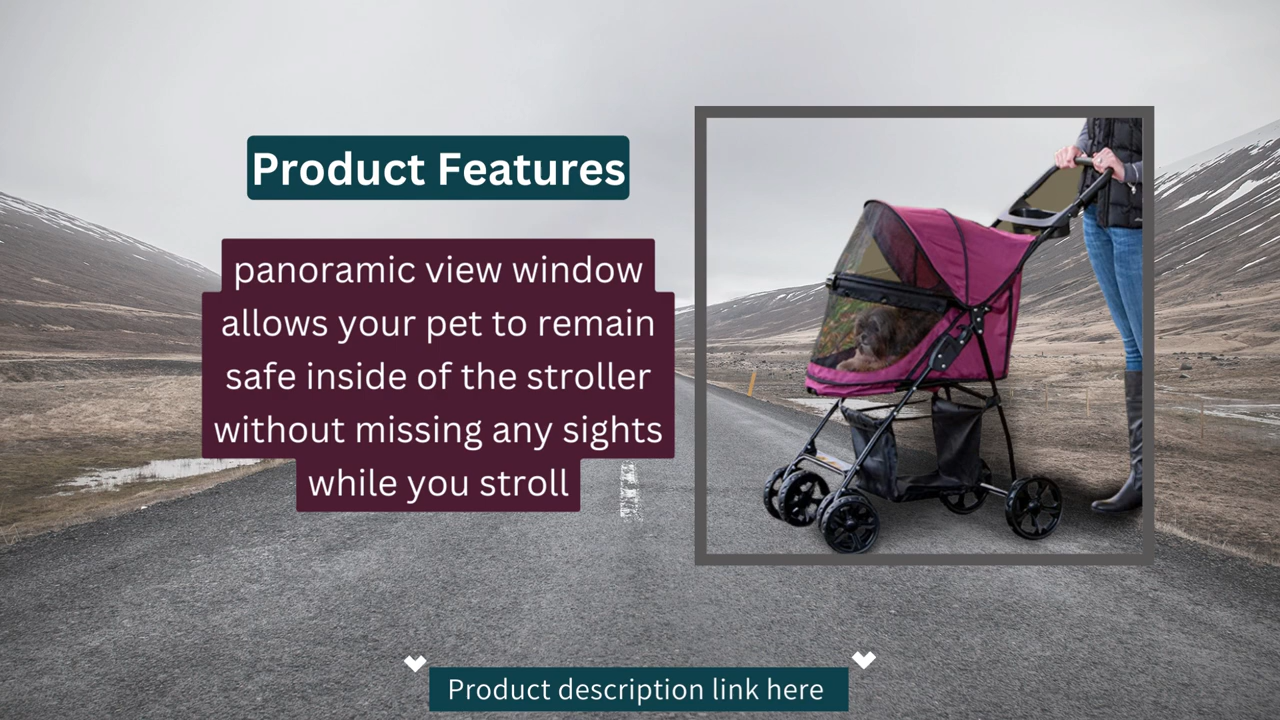 Product Features
panoramic view window
allows your pet to remain
safe inside of the stroller
without missing any sights
while you stroll
Product description link here